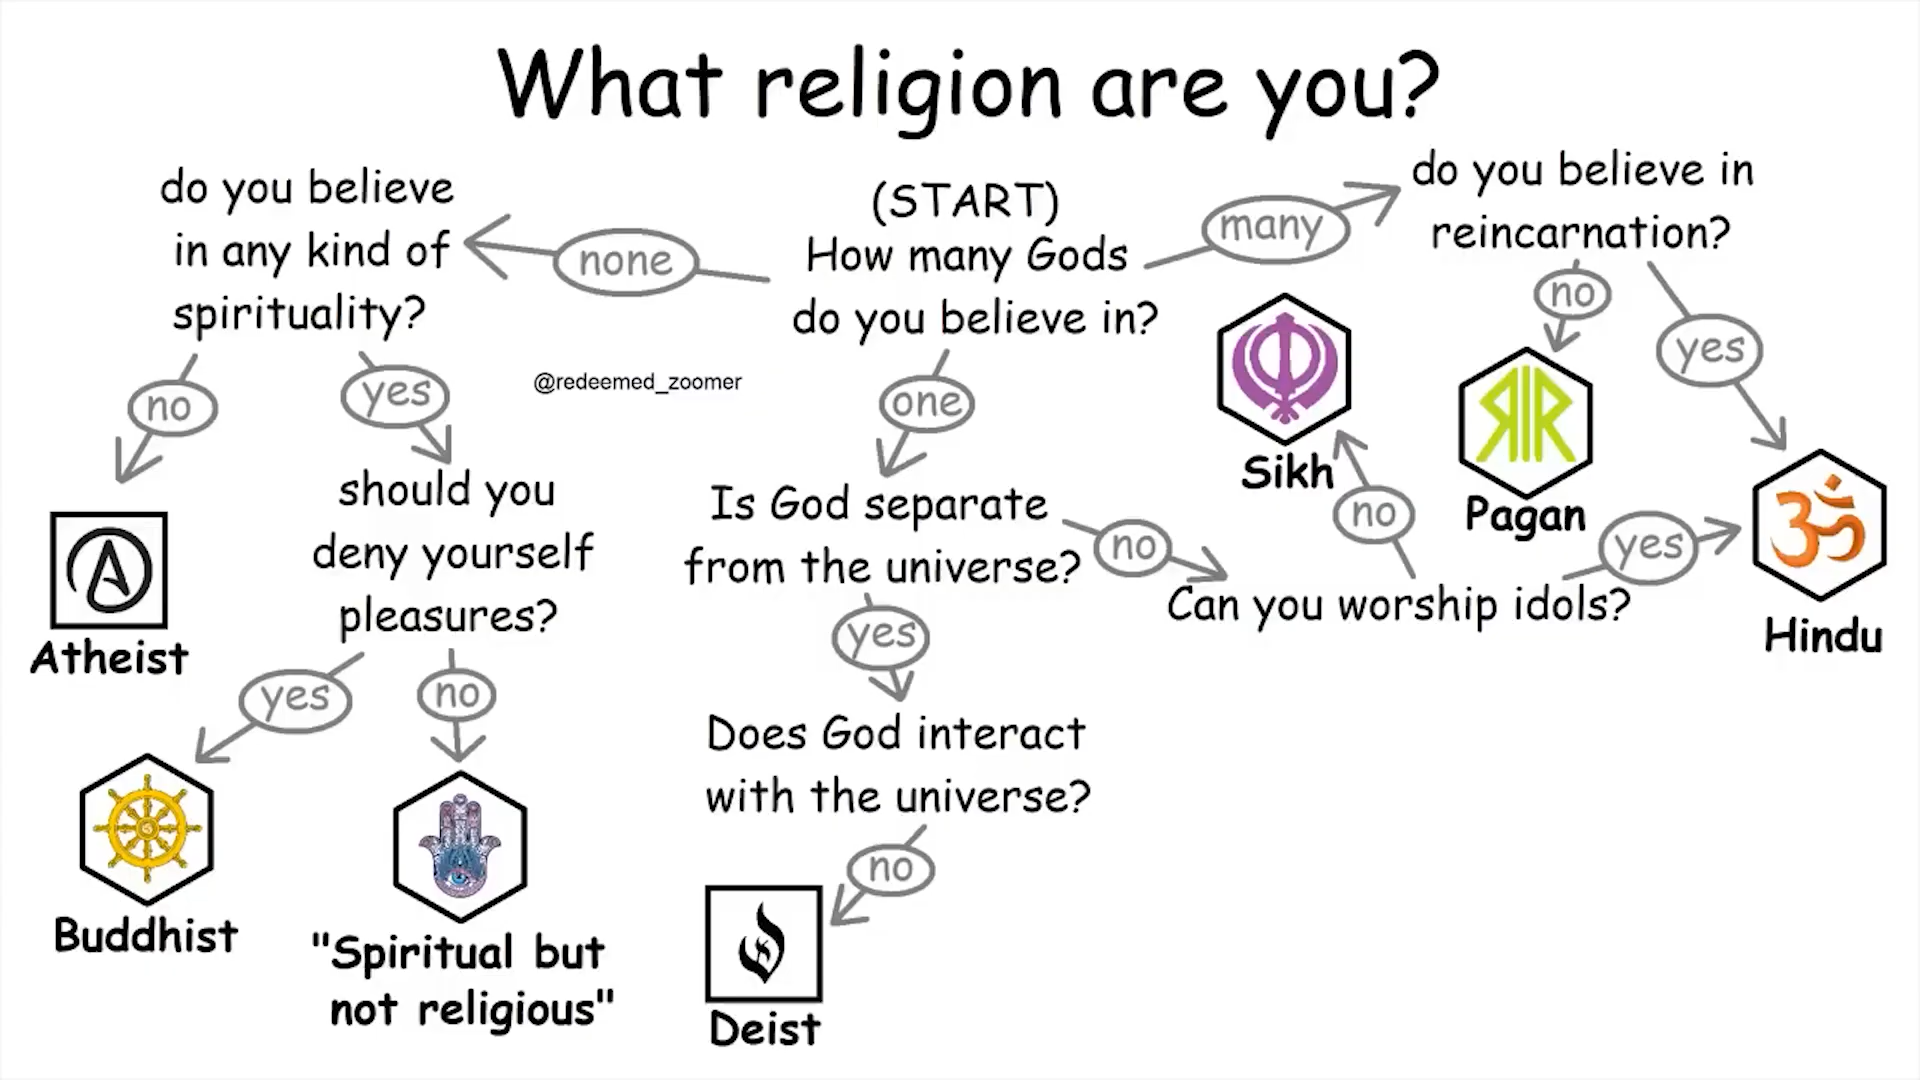 What religion are you?
do you believe
in any kind of
spirituality?
none
(START)
How many Gods
do you believe in?
many
do you believe in
reincarnation?
no
yes
@redeemed_zoomer
one
no
yes
Atheist
should you
deny yourself
pleasures?
yes
no
Buddhist
"Spiritual but
not religious"
Is God separate
from the universe?
no
Can you worship idols?
no
Sikh
yes
Pagan
Hindu
yes
Does God interact
with the universe?
no
Deist
ॐ